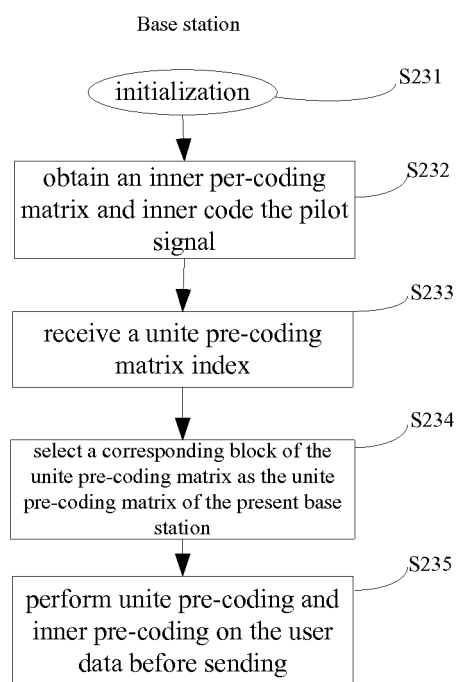 Base station
initialization
S231
obtain an inner per-coding
matrix and inner code the pilot
signal
S232
receive a unite pre-coding
matrix index
S233
select a corresponding block of the
unite pre-coding matrix as the unite
pre-coding matrix of the present base
station
S234
perform unite pre-coding and
inner pre-coding on the user
data before sending
S235